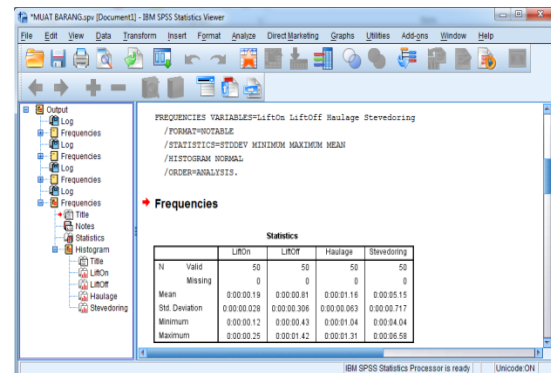 *MUAT BARANG.spv [Document1] - IBM SPSS Statistics Viewer
File Edit View Data Transform Insert Format Analyze Direct Marketing Graphs Utilities Add-ons Window Help
Output
Log
Frequencies
Log
Frequencies
Log
Frequencies
Log
Frequencies
Title
Notes
Statistics
Histogram
Title
LiftOn
LiftOff
Haulage
Stevedoring
FREQUENCIES VARIABLES=LiftOn LiftOff Haulage Stevedoring
/FORMAT=NOTABLE
/STATISTICS=STDDEV MINIMUM MAXIMUM MEAN
/HISTOGRAM NORMAL
/ORDER=ANALYSIS.
Frequencies
Statistics
LiftOn LiftOff Haulage Stevedoring
N Valid 50 50 50 50
Missing 0 0 0 0
Mean 0:00:00.19 0:00:00.81 0:00:01.16 0:00:05.15
Std. Deviation 0:00:00.028 0:00:00.306 0:00:00.063 0:00:00.717
Minimum 0:00:00.12 0:00:00.43 0:00:01.04 0:00:04.04
Maximum 0:00:00.25 0:00:01.42 0:00:01.31 0:00:06.58
IBM SPSS Statistics Processor is ready Unicode:ON